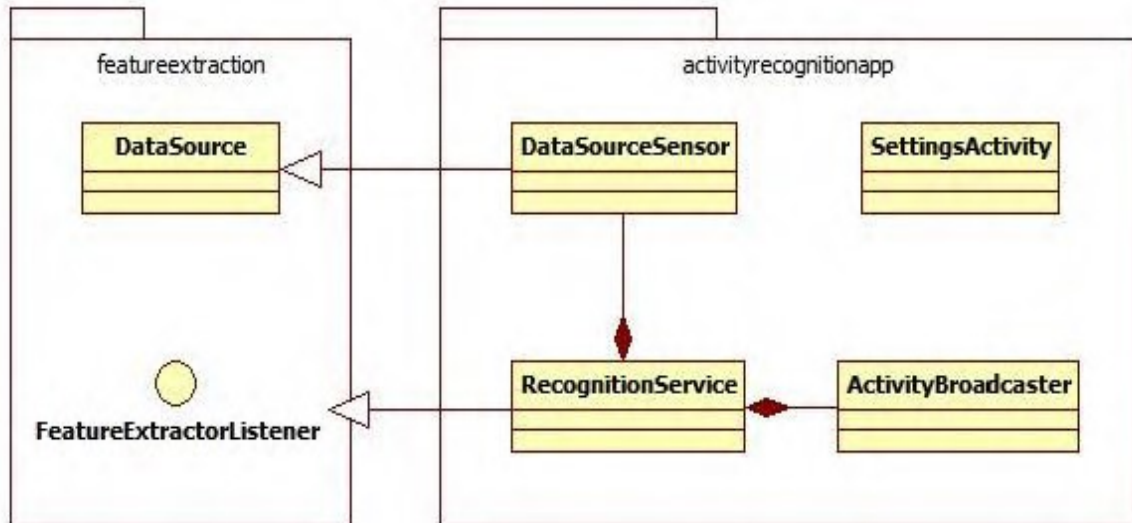 featureextraction
activityrecognitionapp
DataSource
DataSourceSensor
SettingsActivity
FeatureExtractorListener
RecognitionService
ActivityBroadcaster